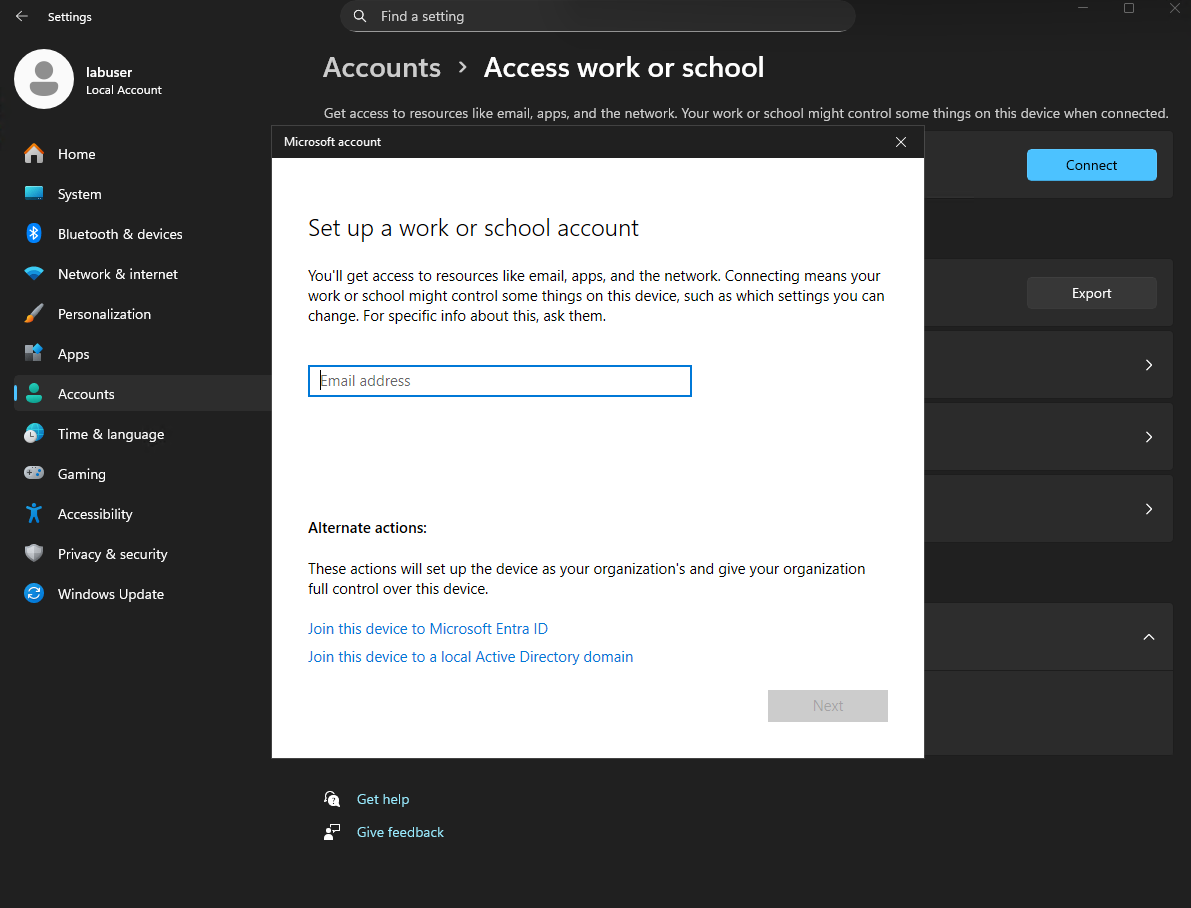 Settings
Find a setting
labuser
Local Account
Home
System
Bluetooth & devices
Network & internet
Personalization
Apps
Accounts
Time & language
Gaming
Accessibility
Privacy & security
Windows Update
Accounts > Access work or school
Get access to resources like email, apps, and the network. Your work or school might control some things on this device when connected.
Connect
Export
Microsoft account
Set up a work or school account
You'll get access to resources like email, apps, and the network. Connecting means your
work or school might control some things on this device, such as which settings you can
change. For specific info about this, ask them.
Email address
Alternate actions:
These actions will set up the device as your organization's and give your organization
full control over this device.
Join this device to Microsoft Entra ID
Join this device to a local Active Directory domain
Next
Get help
Give feedback